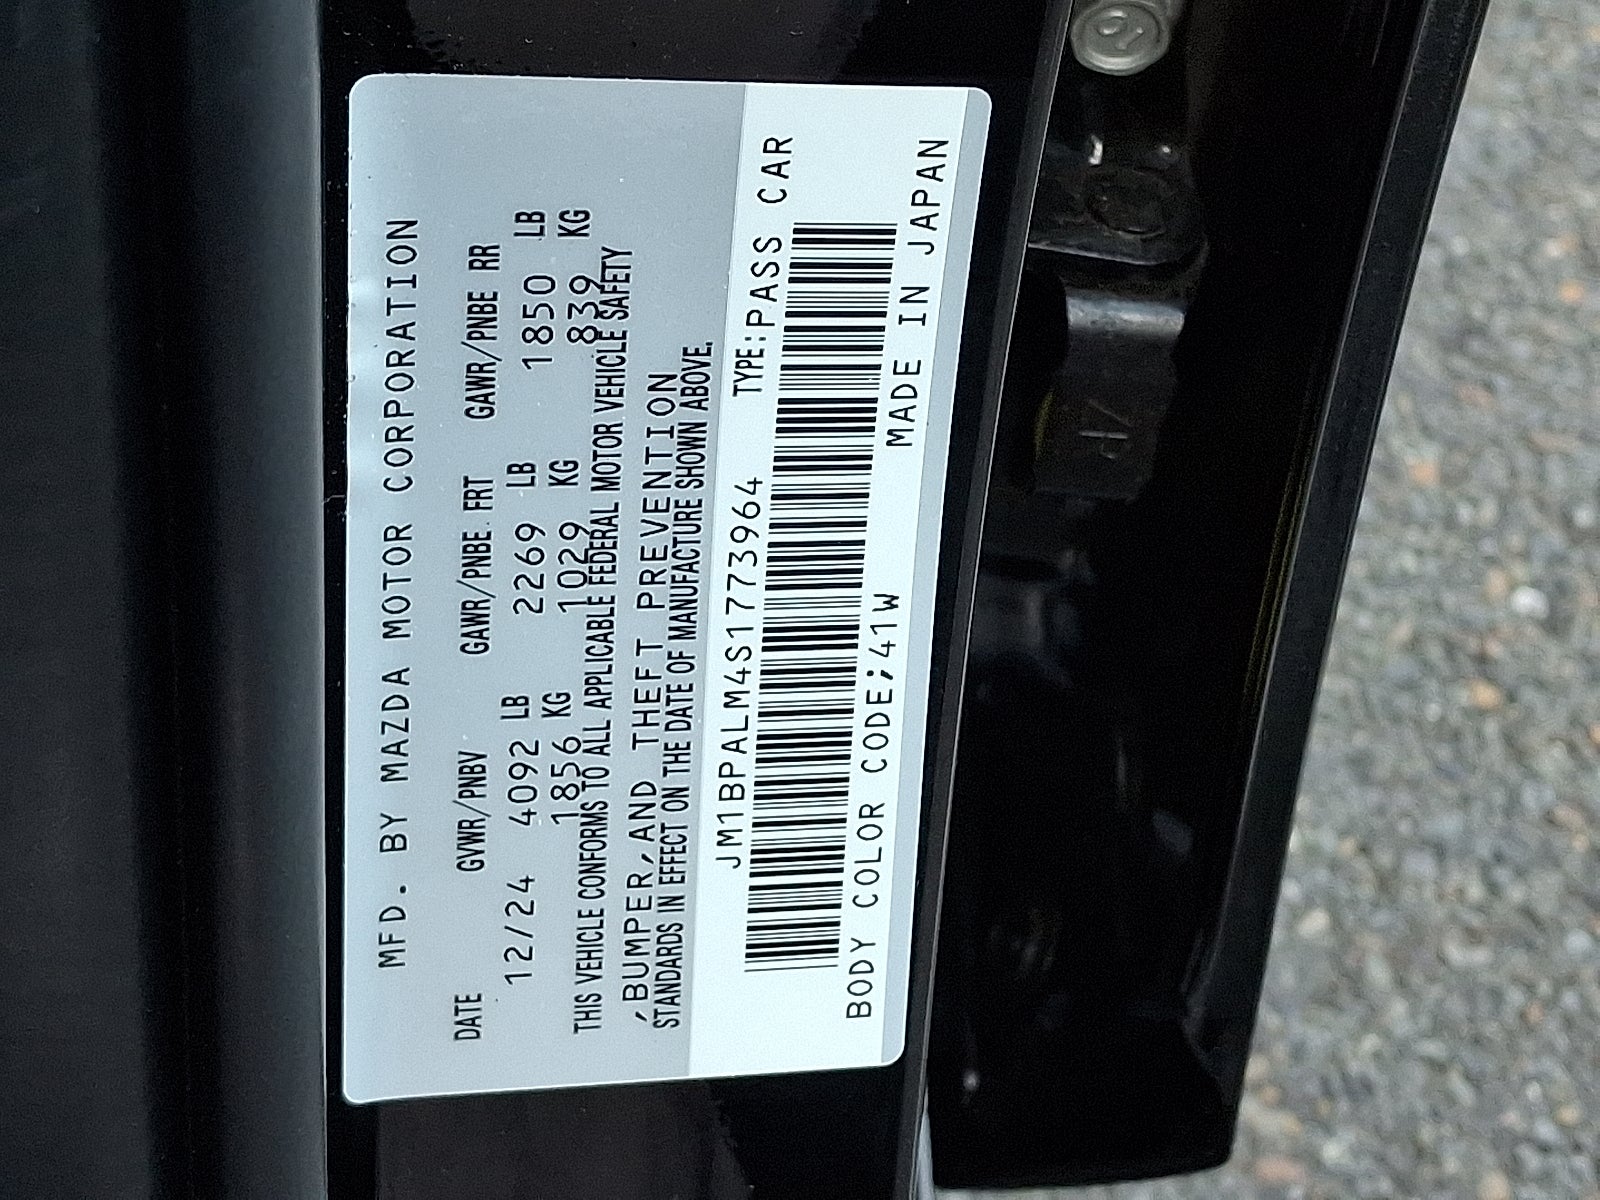 MFD. BY MAZDA MOTOR CORPORATION
DATE GVWR/PNBV GAWR/PNBE FRT GAWR/PNBE RR
12/24 4092 LB 2269 LB 1850 LB
1856 KG 1029 KG 839 KG
THIS VEHICLE CONFORMS TO ALL APPLICABLE FEDERAL MOTOR VEHICLE SAFETY
,BUMPER,AND THEFT PREVENTION
STANDARDS IN EFFECT ON THE DATE OF MANUFACTURE SHOWN ABOVE.
JM1BPALM4S1773964 TYPE:PASS CAR
BODY COLOR CODE;41W MADE IN JAPAN